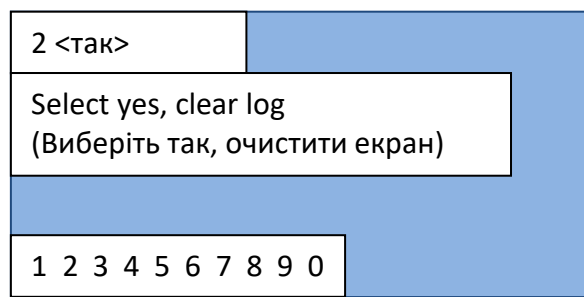 2 <так>
Select yes, clear log
(Виберіть так, очистити екран)
1 2 3 4 5 6 7 8 9 0